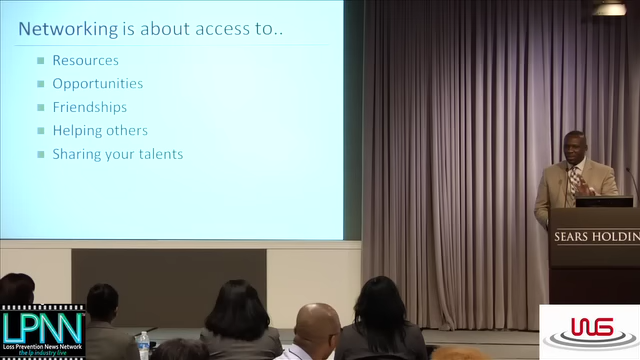 Networking is about access to..
Resources
Opportunities
Friendships
Helping others
Sharing your talents
SEARS HOLDIN
LPNN
Loss Prevention News Network
the lp industry live